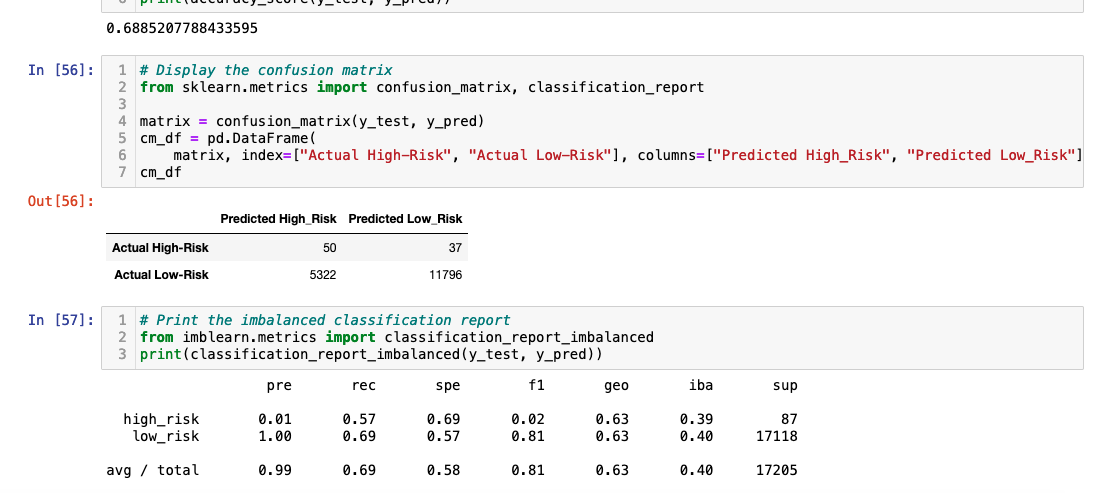 6 print(accuracy_score(y_test, y_pred))
0.6885207788433595
In [56]: 1 # Display the confusion matrix
2 from sklearn.metrics import confusion_matrix, classification_report
3
4 matrix = confusion_matrix(y_test, y_pred)
5 cm_df = pd.DataFrame(
6 matrix, index=["Actual High-Risk", "Actual Low-Risk"], columns=["Predicted High_Risk", "Predicted Low_Risk"]
7 cm_df
Out[56]:
Predicted High_Risk Predicted Low_Risk
Actual High-Risk 50 37
Actual Low-Risk 5322 11796
In [57]: 1 # Print the imbalanced classification report
2 from imblearn.metrics import classification_report_imbalanced
3 print(classification_report_imbalanced(y_test, y_pred))
pre rec spe f1 geo iba sup
high_risk 0.01 0.57 0.69 0.02 0.63 0.39 87
low_risk 1.00 0.69 0.57 0.81 0.63 0.40 17118
avg / total 0.99 0.69 0.58 0.81 0.63 0.40 17205